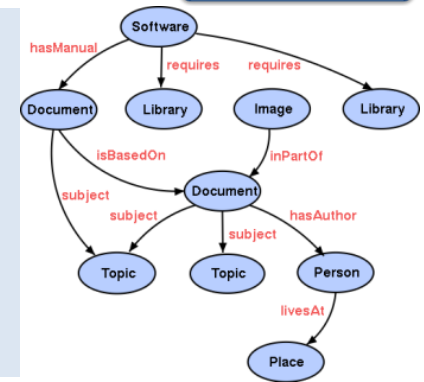 Software
hasManual
requires
requires
Document
Library
Image
Library
isBasedOn
inPartOf
Document
subject
subject
hasAuthor
subject
Topic
Topic
Person
livesAt
Place